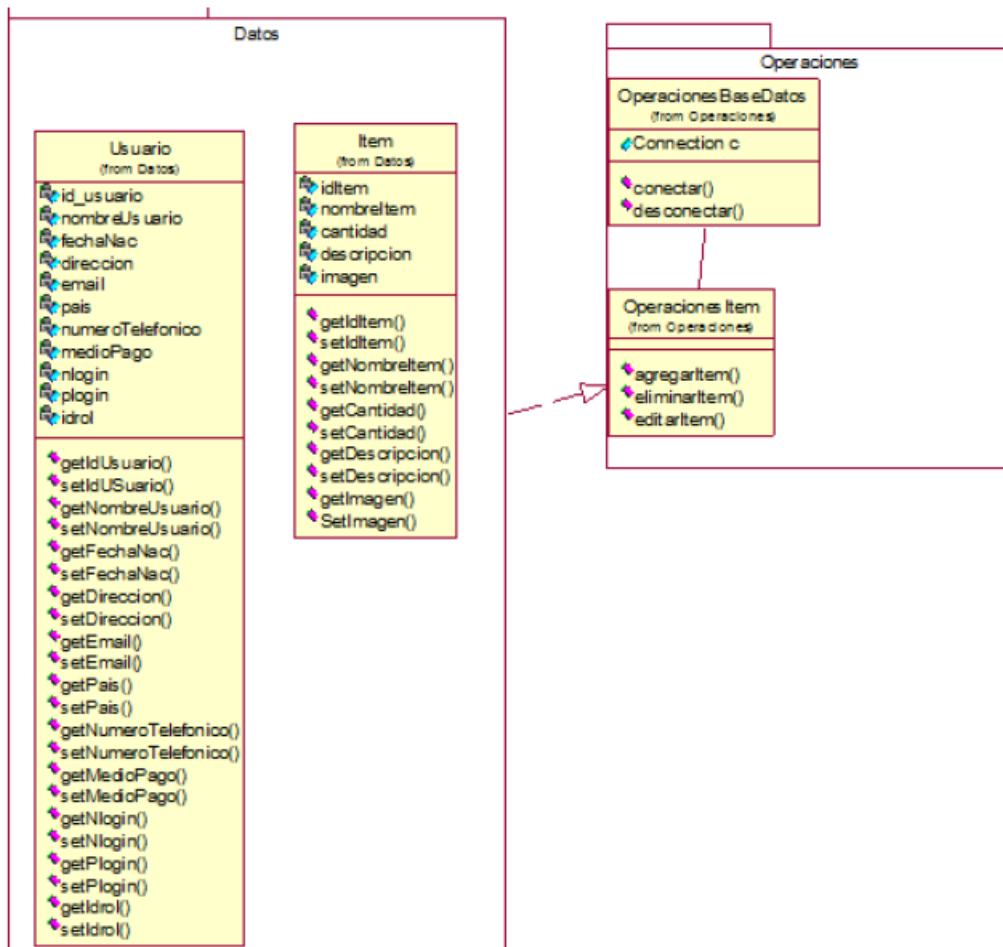 Datos
Usuario
(from Datos)
id_usuario
nombreUsuario
fechaNac
direccion
email
pais
numeroTelefonico
medioPago
nlogin
plogin
idrol
getIdUsuario()
setIdUSuario()
getNombreUsuario()
setNombreUsuario()
getFechaNac()
setFechaNac()
getDireccion()
setDireccion()
getEmail()
setEmail()
getPais()
setPais()
getNumeroTelefonico()
setNumeroTelefonico()
getMedioPago()
setMedioPago()
getNlogin()
setNlogin()
getPlogin()
setPlogin()
getIdrol()
setIdrol()
Item
(from Datos)
idItem
nombreItem
cantidad
descripcion
imagen
getIdItem()
setIdItem()
getNombreItem()
setNombreItem()
getCantidad()
setCantidad()
getDescripcion()
setDescripcion()
getImagen()
SetImagen()
Operaciones
OperacionesBaseDatos
(from Operaciones)
Connection c
conectar()
desconectar()
OperacionesItem
(from Operaciones)
agregarItem()
eliminarItem()
editarItem()